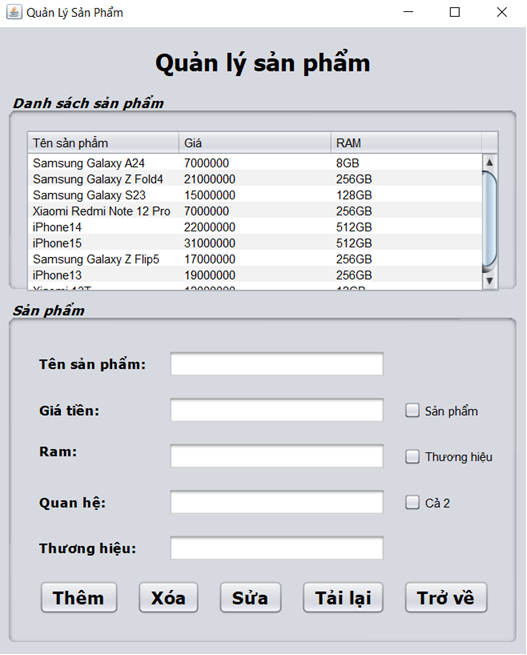 Quản Lý Sản Phẩm
Quản lý sản phẩm
Danh sách sản phẩm
Tên sản phẩm Giá RAM
Samsung Galaxy A24 7000000 8GB
Samsung Galaxy Z Fold4 21000000 256GB
Samsung Galaxy S23 15000000 128GB
Xiaomi Redmi Note 12 Pro 7000000 256GB
iPhone14 22000000 512GB
iPhone15 31000000 512GB
Samsung Galaxy Z Flip5 17000000 256GB
iPhone13 19000000 256GB
Xiaomi 13T 12000000 12GB
Sản phẩm
Tên sản phẩm:
Giá tiền: Sản phẩm
Ram: Thương hiệu
Quan hệ: Cả 2
Thương hiệu:
Thêm Xóa Sửa Tải lại Trở về